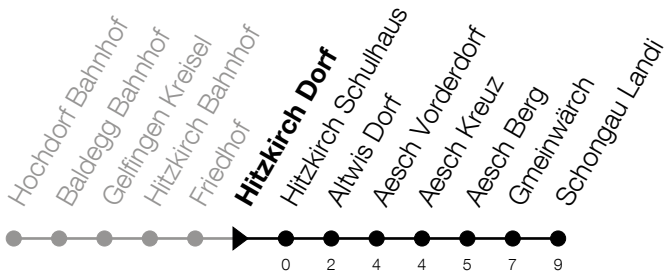 Hochdorf Bahnhof
Baldegg Bahnhof
Gelfingen Kreisel
Hitzkirch Bahnhof
Friedhof
Hitzkirch Dorf
Hitzkirch Schulhaus
Altwis Dorf
Aesch Vorderdorf
Aesch Kreuz
Aesch Berg
Gmeinwärch
Schongau Landi
0 2 4 4 5 7 9